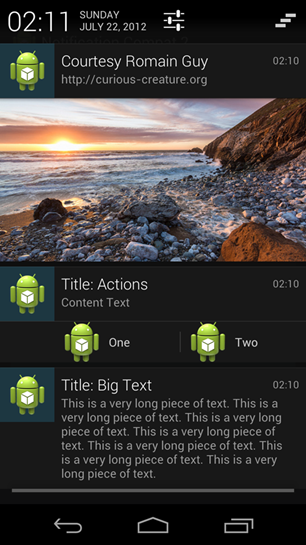 02:11 SUNDAY
JULY 22, 2012
Courtesy Romain Guy 02:10
http://curious-creature.org
Title: Actions 02:10
Content Text
One Two
Title: Big Text 02:10
This is a very long piece of text. This is a
very long piece of text. This is a very long
piece of text. This is a very long piece of
text. This is a very long piece of text. This
is a very long piece of text. This is a very
long piece of text.